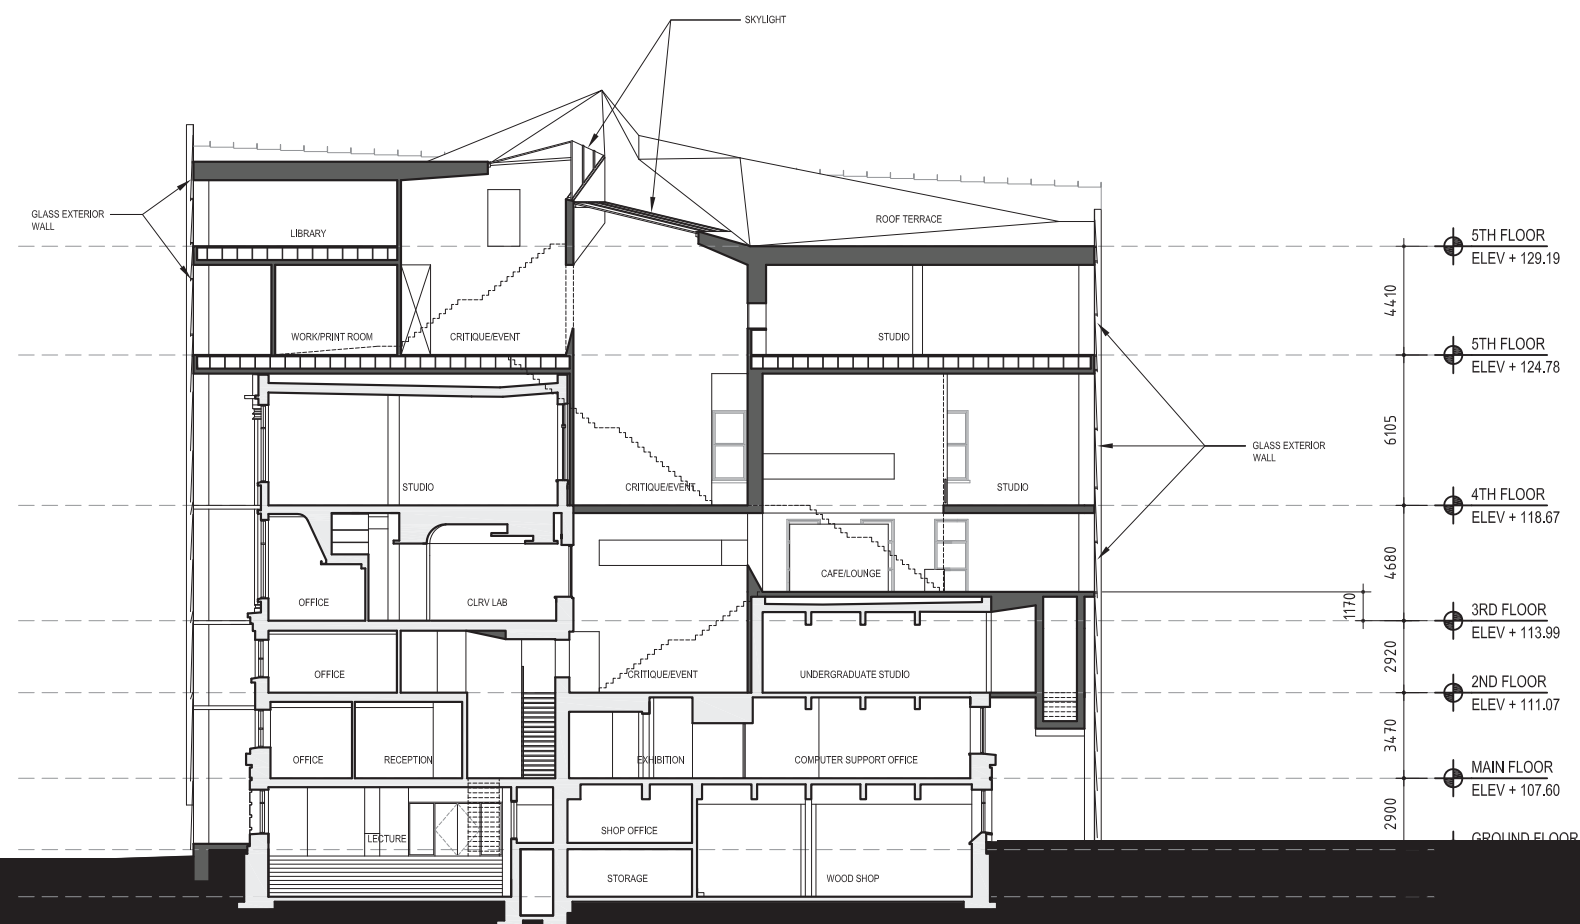 SKYLIGHT
GLASS EXTERIOR
WALL
ROOF TERRACE
LIBRARY
5TH FLOOR
ELEV + 129.19
4410
WORK/PRINT ROOM
CRITIQUE/EVENT
STUDIO
5TH FLOOR
ELEV + 124.78
6105
GLASS EXTERIOR
WALL
STUDIO
CRITIQUE/EVENT
STUDIO
4TH FLOOR
ELEV + 118.67
4680
OFFICE
CLRV LAB
CAFE/LOUNGE
1170
3RD FLOOR
ELEV + 113.99
2920
OFFICE
CRITIQUE/EVENT
UNDERGRADUATE STUDIO
2ND FLOOR
ELEV + 111.07
3470
OFFICE
RECEPTION
EXHIBITION
COMPUTER SUPPORT OFFICE
MAIN FLOOR
ELEV + 107.60
2900
LECTURE
SHOP OFFICE
GROUND FLOOR
STORAGE
WOOD SHOP